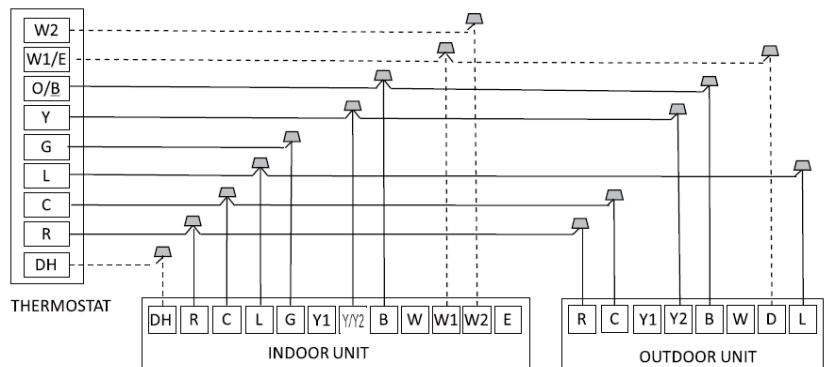 W2
W1/E
O/B
Y
G
L
C
R
DH
THERMOSTAT
DH R C L G Y1 Y/Y2 B W W1 W2 E
INDOOR UNIT
R C Y1 Y2 B W D L
OUTDOOR UNIT